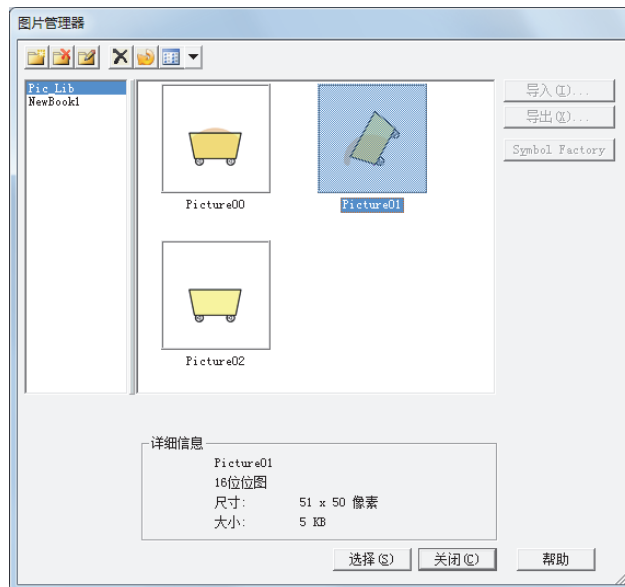 图片管理器
Pic_Lib
NewBook1
Picture00
Picture01
Picture02
导入(I)...
导出(X)...
Symbol Factory
详细信息
Picture01
16位位图
尺寸: 51 x 50 像素
大小: 5 KB
选择(S) 关闭(C) 帮助